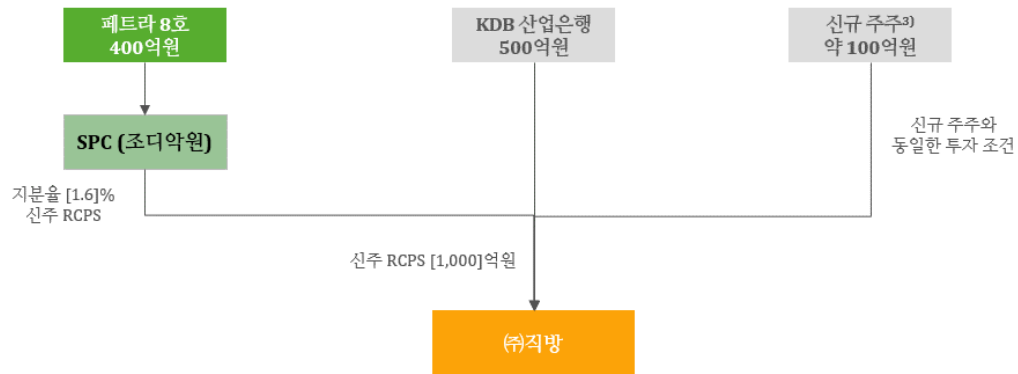 페트라 8호
400억원
KDB 산업은행
500억원
신규 주주3)
약 100억원
SPC (조디악원)
신규 주주와
동일한 투자 조건
지분율 [1.6]%
신주 RCPS
신주 RCPS [1,000]억원
㈜직방